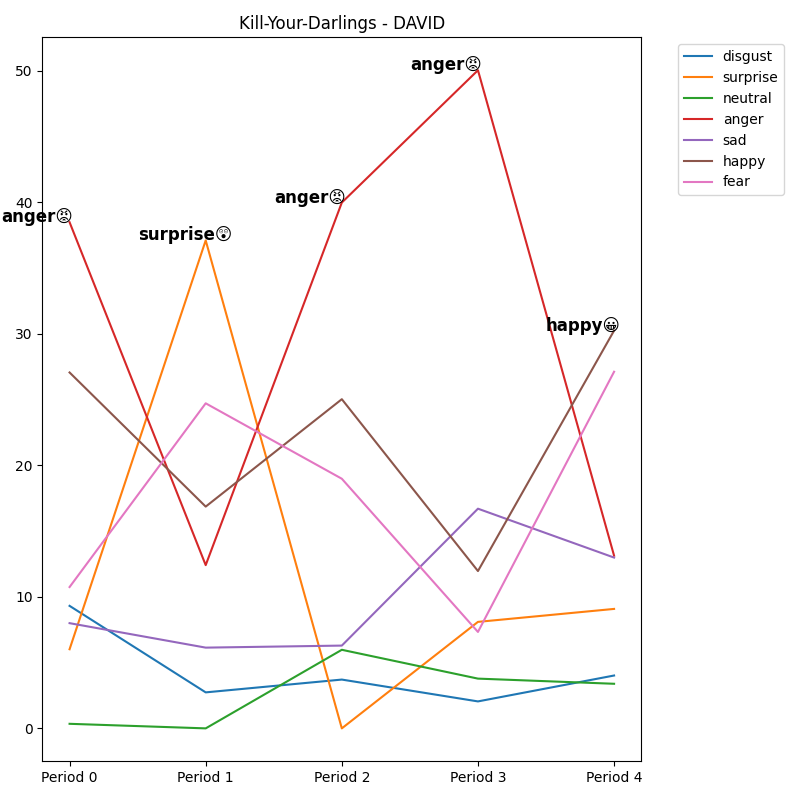 Kill-Your-Darlings - DAVID
50
40
30
20
10
0
anger😡
surprise😲
anger😡
anger😡
happy😀
Period 0
Period 1
Period 2
Period 3
Period 4
disgust
surprise
neutral
anger
sad
happy
fear